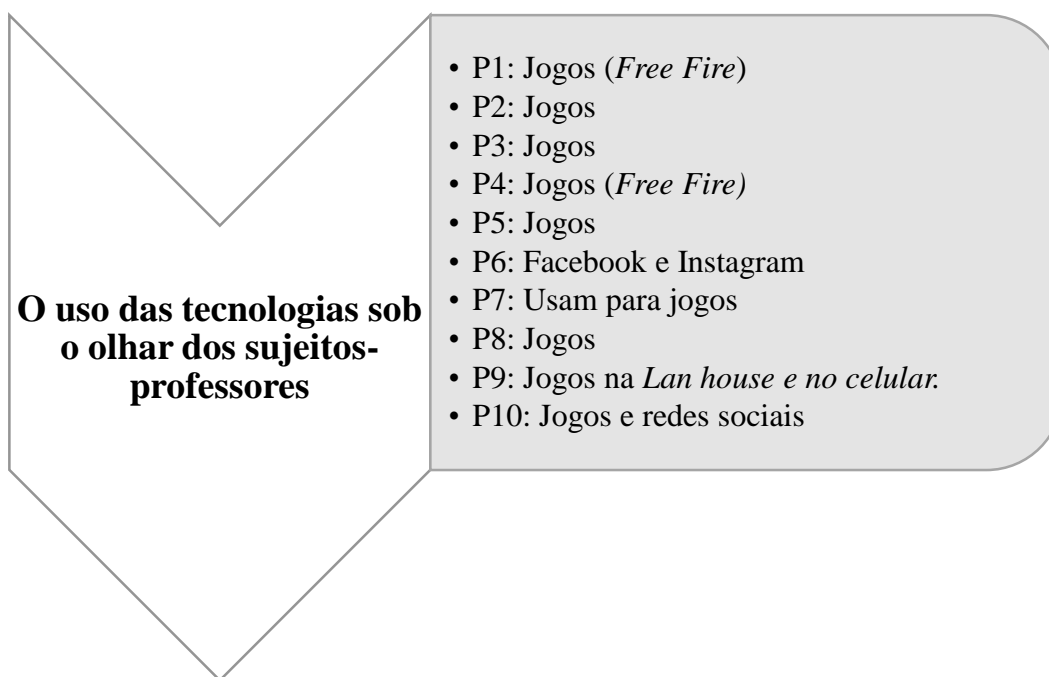 O uso das tecnologias sob
o olhar dos sujeitos-
professores
• P1: Jogos (Free Fire)
• P2: Jogos
• P3: Jogos
• P4: Jogos (Free Fire)
• P5: Jogos
• P6: Facebook e Instagram
• P7: Usam para jogos
• P8: Jogos
• P9: Jogos na Lan house e no celular.
• P10: Jogos e redes sociais